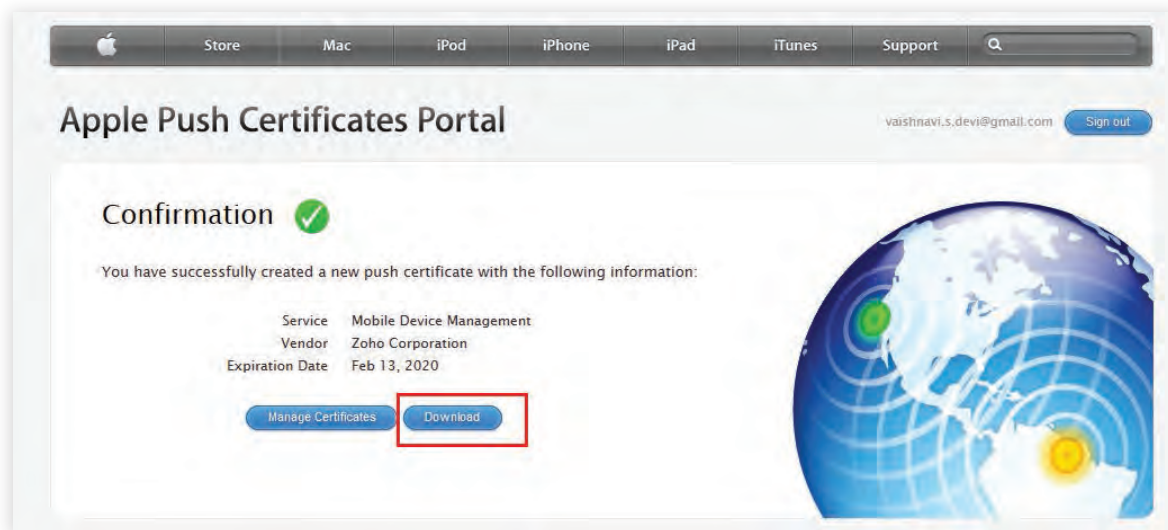 Store Mac iPod iPhone iPad iTunes Support
Apple Push Certificates Portal
vaishnavi.s.devi@gmail.com Sign out
Confirmation
You have successfully created a new push certificate with the following information:
Service Mobile Device Management
Vendor Zoho Corporation
Expiration Date Feb 13, 2020
Manage Certificates Download